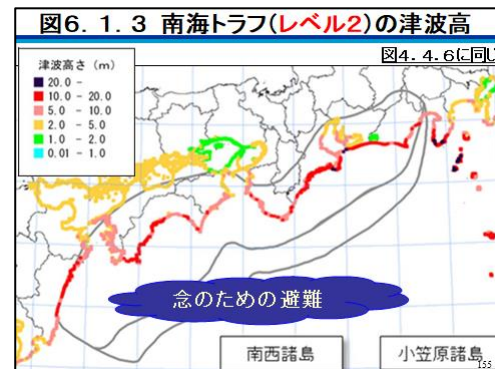 図6.1.3 南海トラフ(レベル2)の津波高
図4.4.6に同じ
津波高さ (m)
20.0 -
10.0 - 20.0
5.0 - 10.0
2.0 - 5.0
1.0 - 2.0
0.01 - 1.0
念のための避難
南西諸島
小笠原諸島
155